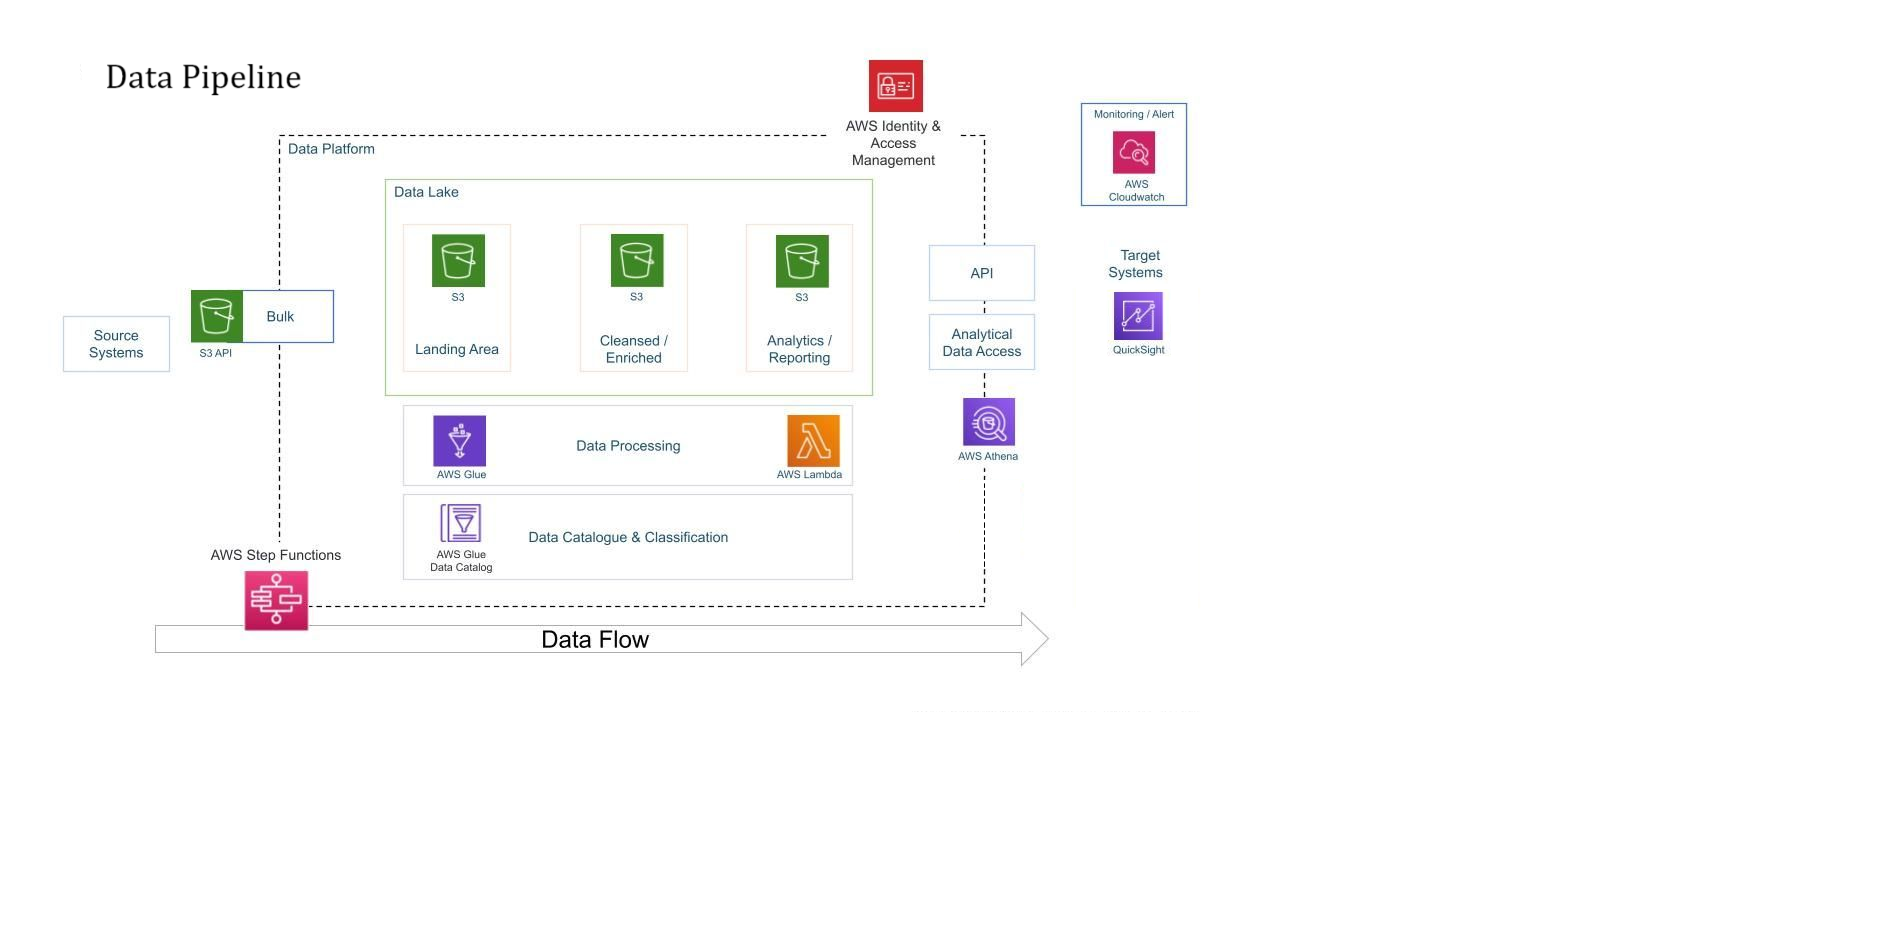 Data Pipeline
AWS Identity &
Access
Management
Monitoring / Alert
AWS
Cloudwatch
Data Platform
Data Lake
S3
Landing Area
S3
Cleansed /
Enriched
S3
Analytics /
Reporting
API
Analytical
Data Access
Target
Systems
QuickSight
Source
Systems
S3 API
Bulk
AWS Glue
Data Processing
AWS Lambda
AWS Athena
AWS Glue
Data Catalog
Data Catalogue & Classification
AWS Step Functions
Data Flow